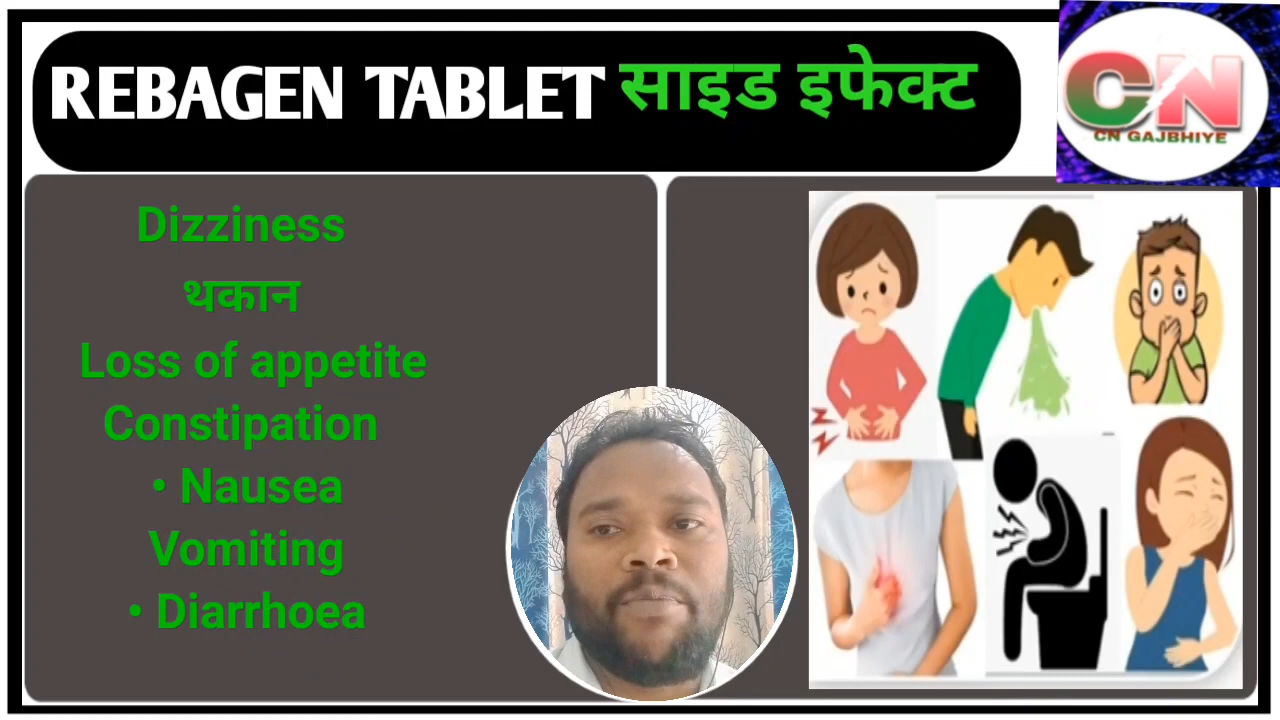 REBAGEN TABLET साइड इफेक्ट
CN
CN GAJBHIYE
Dizziness
थकान
Loss of appetite
Constipation
• Nausea
Vomiting
• Diarrhoea